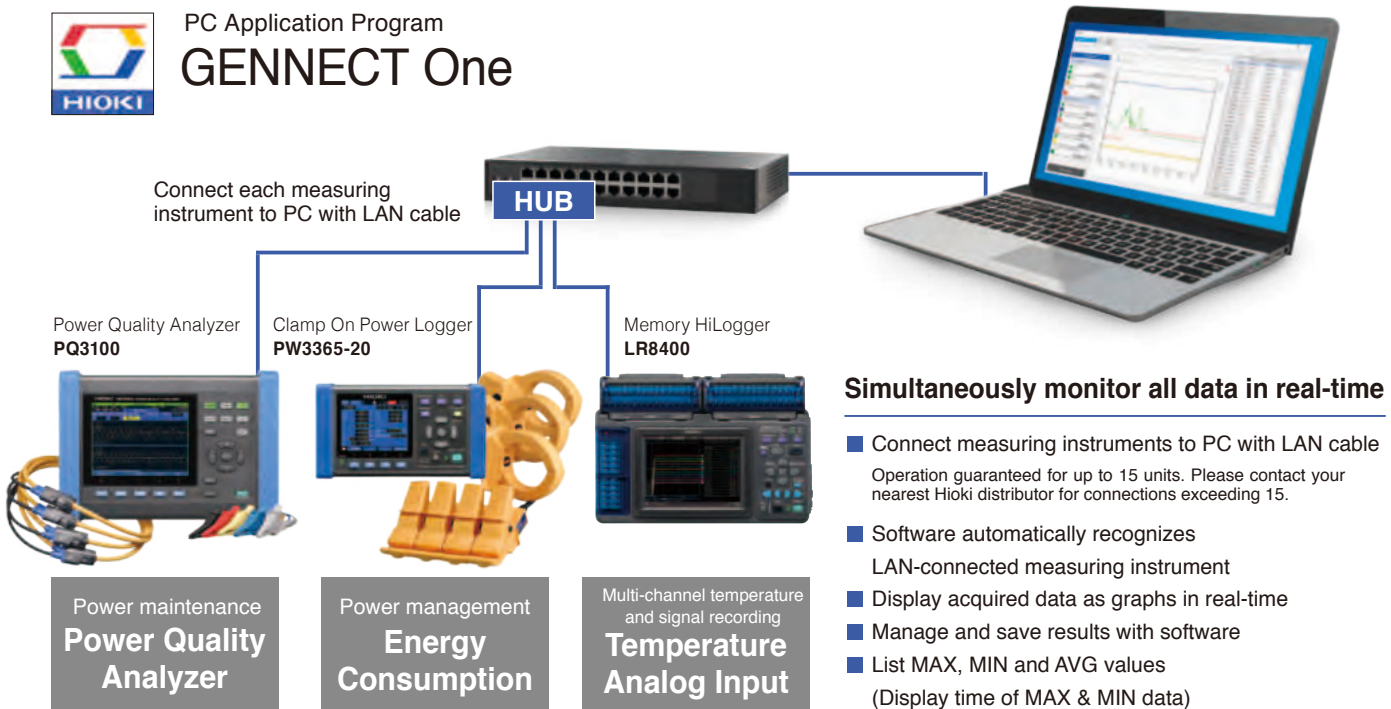 HIOKI
PC Application Program
GENNECT One
Connect each measuring
instrument to PC with LAN cable
HUB
Power Quality Analyzer
PQ3100
Clamp On Power Logger
PW3365-20
Memory HiLogger
LR8400
HIOKI
Power maintenance
Power Quality
Analyzer
Power management
Energy
Consumption
Multi-channel temperature
and signal recording
Temperature
Analog Input
Simultaneously monitor all data in real-time
Connect measuring instruments to PC with LAN cable
Operation guaranteed for up to 15 units. Please contact your
nearest Hioki distributor for connections exceeding 15.
Software automatically recognizes
LAN-connected measuring instrument
Display acquired data as graphs in real-time
Manage and save results with software
List MAX, MIN and AVG values
(Display time of MAX & MIN data)